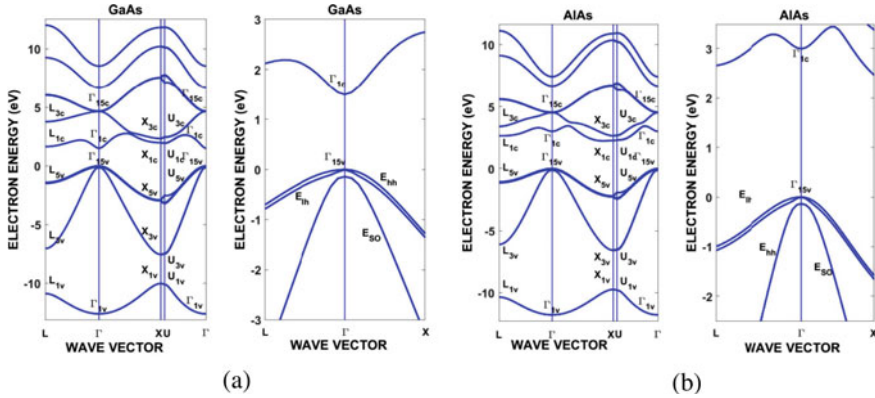 GaAs
ELECTRON ENERGY (eV)
10
5
0
-5
-10
L3c
L1c
L5v
L3v
L1v
Γ15c
Γ1c
Γ15v
Γ1v
X3c
X1c
X5v
X3v
X1v
U3c
U1c
U5v
U3v
U1v
Γ15c
Γ1c
Γ15v
Γ1v
L Γ XU Γ
WAVE VECTOR
GaAs
ELECTRON ENERGY (eV)
3
2
1
0
-1
-2
-3
Γ1c
Γ15v
Ehh
Elh
ESO
L Γ X
WAVE VECTOR
(a)
AlAs
ELECTRON ENERGY (eV)
10
5
0
-5
-10
L3c
L1c
L5v
L3v
L1v
Γ15c
Γ1c
Γ15v
Γ1v
X3c
X1c
X5v
X3v
X1v
U3c
U5v
U3v
U1v
Γ15c
Γ1c
Γ15v
Γ1v
L Γ XU Γ
WAVE VECTOR
AlAs
ELECTRON ENERGY (eV)
3
2
1
0
-1
-2
Γ1c
Γ15v
Ehh
ESO
L Γ X
WAVE VECTOR
(b)